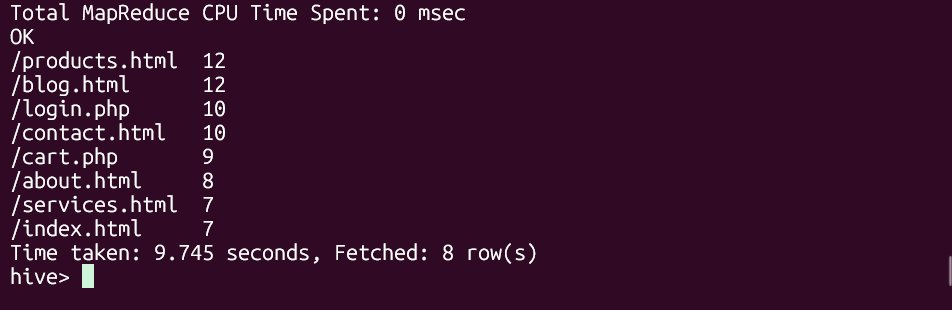 Total MapReduce CPU Time Spent: 0 msec
OK
/products.html  12
/blog.html      12
/login.php      10
/contact.html   10
/cart.php       9
/about.html     8
/services.html  7
/index.html     7
Time taken: 9.745 seconds, Fetched: 8 row(s)
hive>